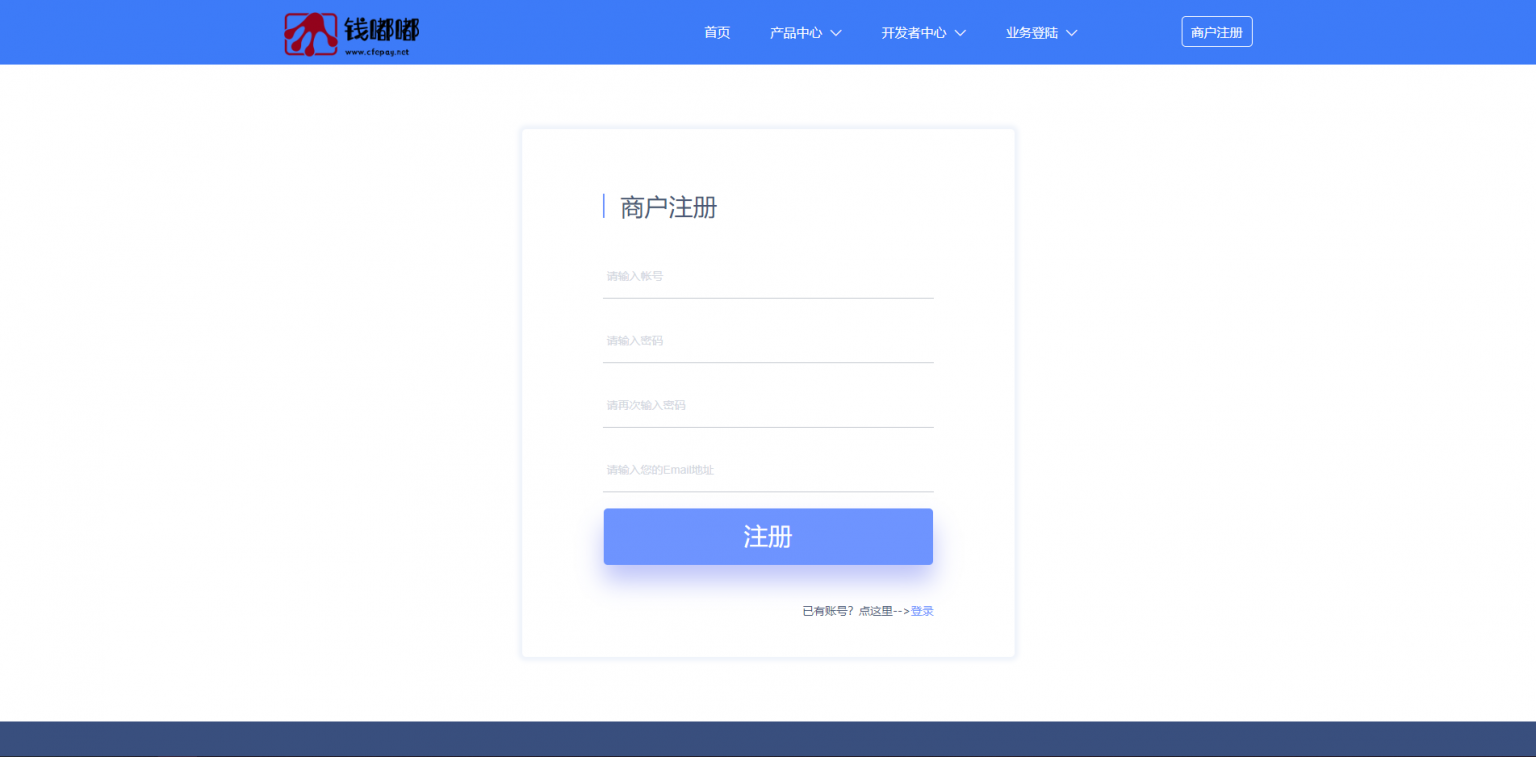 钱嘟嘟
www.cfcpay.net
首页
产品中心
开发者中心
业务登陆
商户注册
商户注册
请输入帐号
请输入密码
请再次输入密码
请输入您的Email地址
注册
已有账号？点这里-->登录